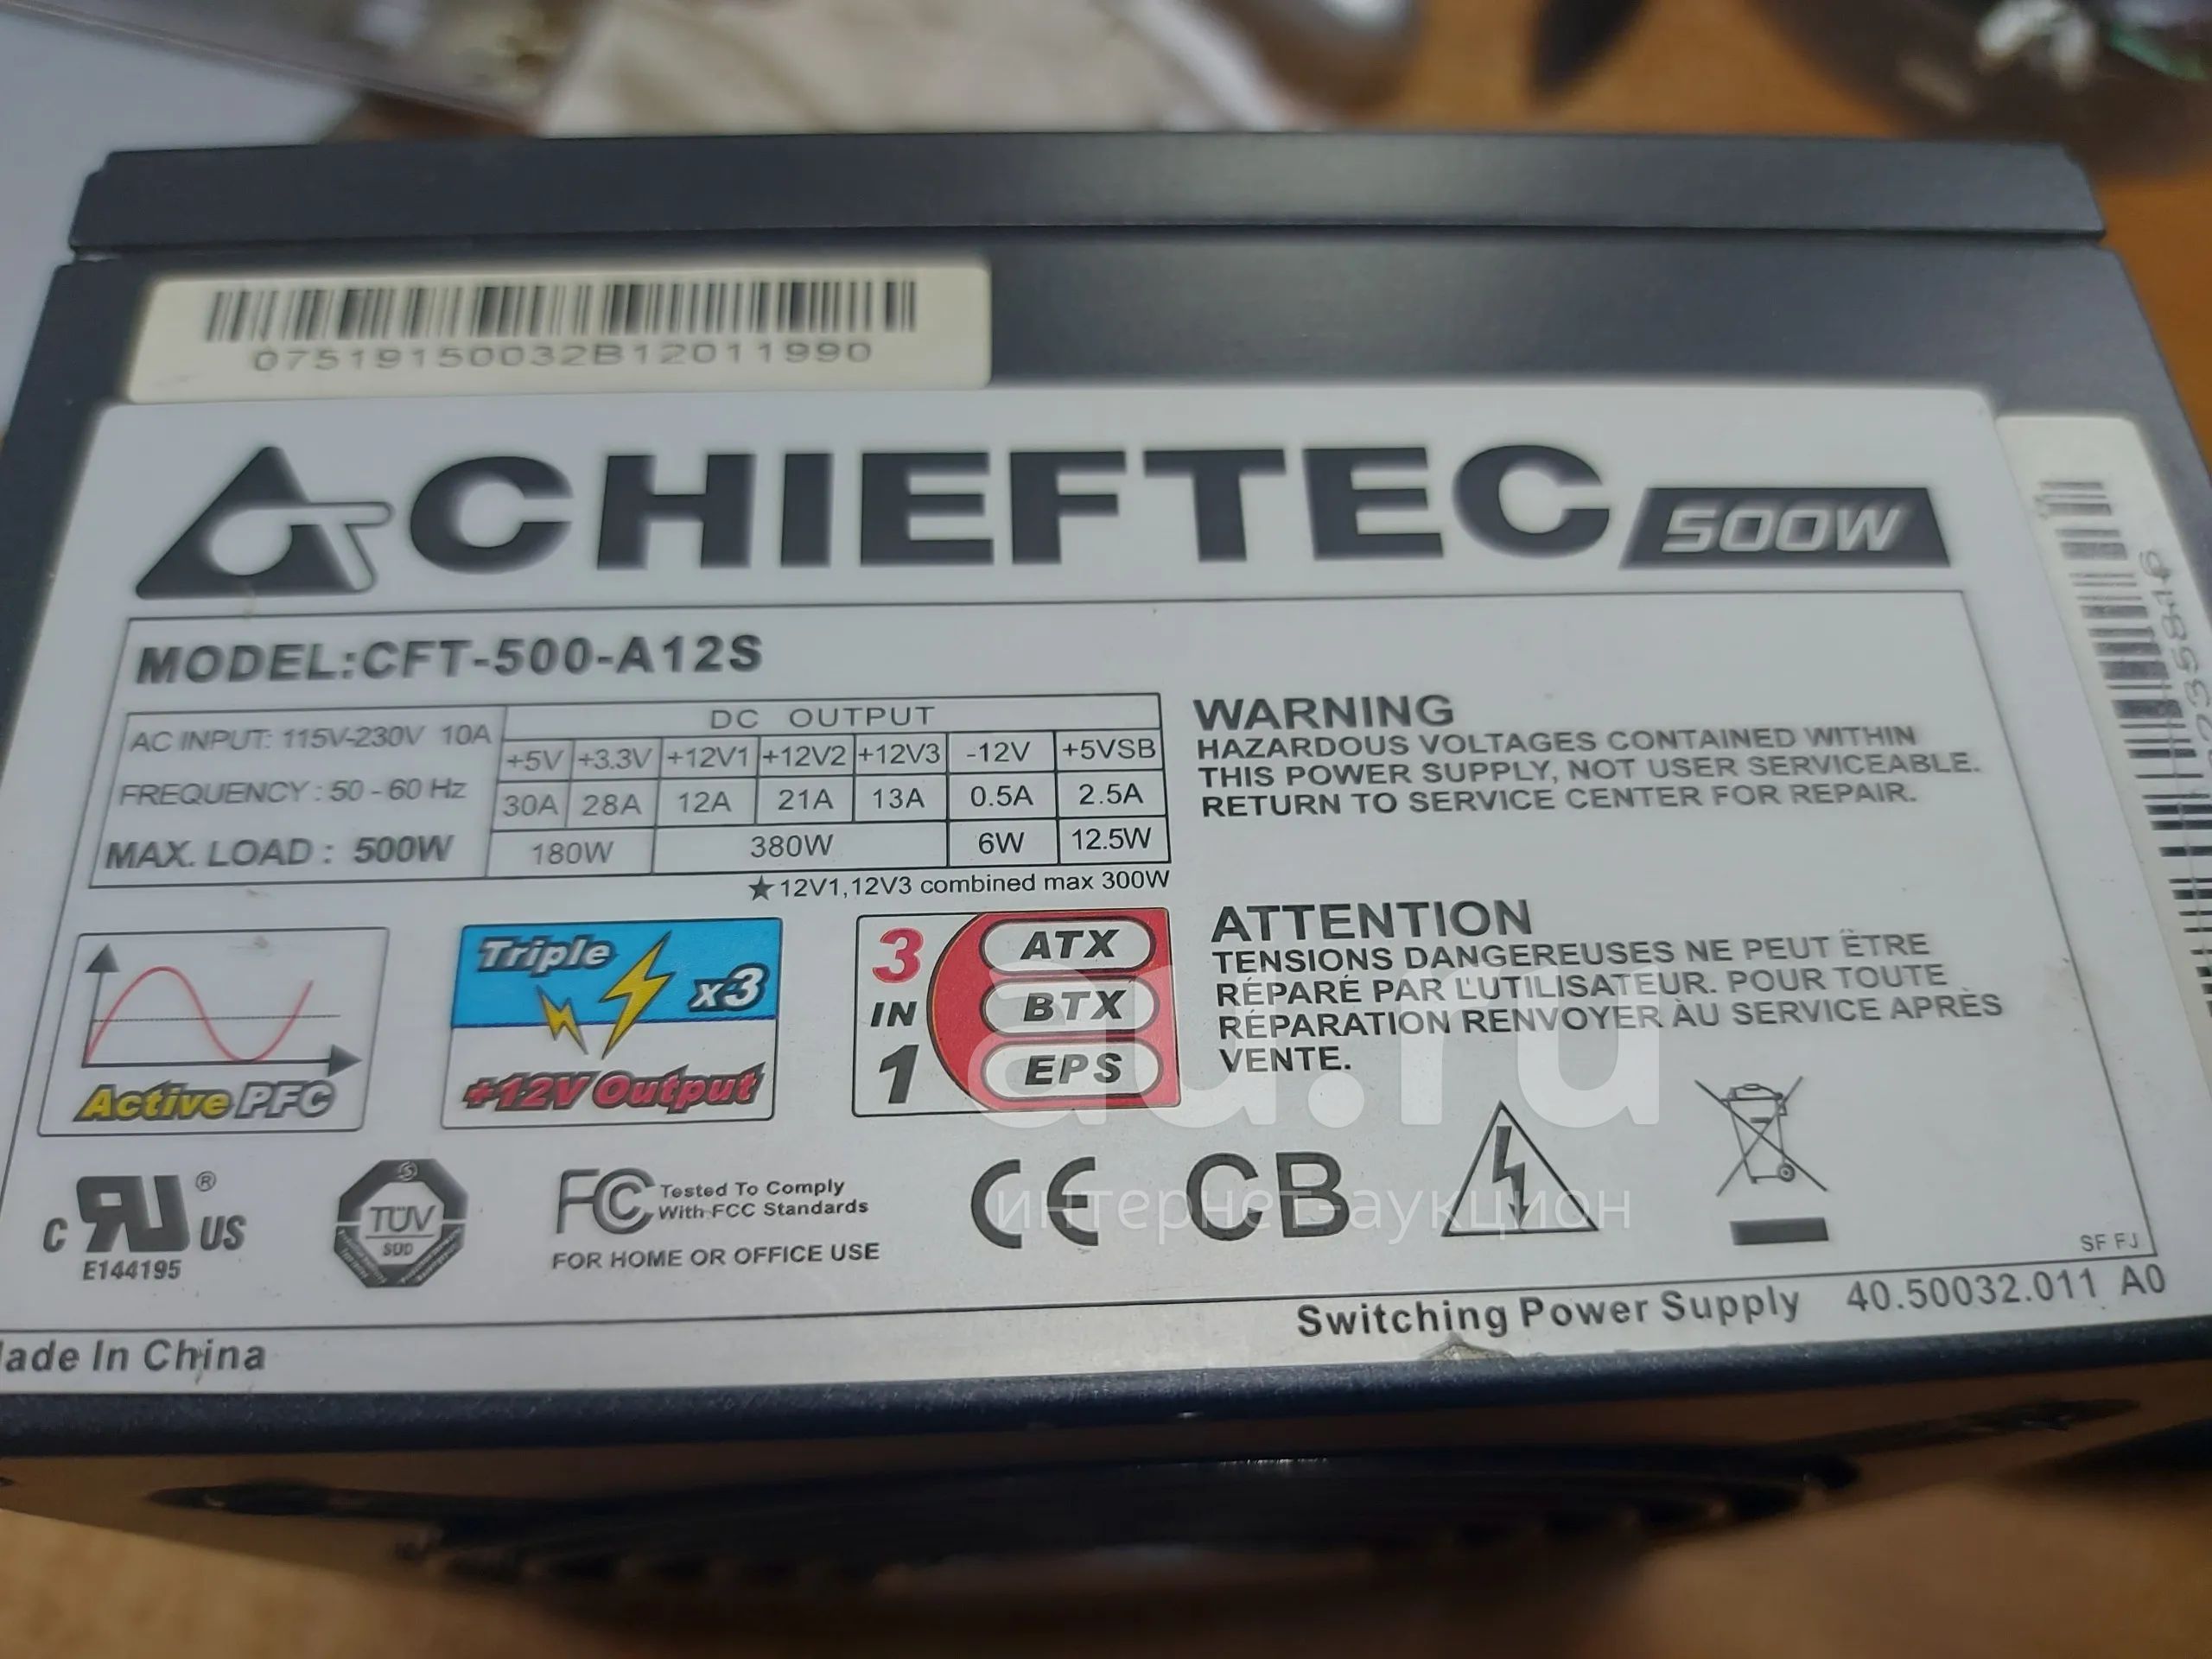 07519150032B12011990
CHIEFTEC 500W
MODEL:CFT-500-A12S
AC INPUT: 115V-230V 10A
FREQUENCY : 50 - 60 Hz
MAX. LOAD : 500W
DC OUTPUT
+5V +3.3V +12V1 +12V2 +12V3 -12V +5VSB
30A 28A 12A 21A 13A 0.5A 2.5A
180W 380W 6W 12.5W
★12V1,12V3 combined max 300W
WARNING
HAZARDOUS VOLTAGES CONTAINED WITHIN
THIS POWER SUPPLY, NOT USER SERVICEABLE.
RETURN TO SERVICE CENTER FOR REPAIR.
ATTENTION
TENSIONS DANGEREUSES NE PEUT ÊTRE
RÉPARÉ PAR L'UTILISATEUR. POUR TOUTE
RÉPARATION RENVOYER ÀU SERVICE APRÈS
VENTE.
Active PFC
Triple x3
+12V Output
3 IN 1
ATX
BTX
EPS
au.ru
интернет-аукцион
c RU ® US
E144195
TÜV
SÜD
FC Tested To Comply
With FCC Standards
FOR HOME OR OFFICE USE
CE CB
SF FJ
Switching Power Supply 40.50032.011 A0
ade In China